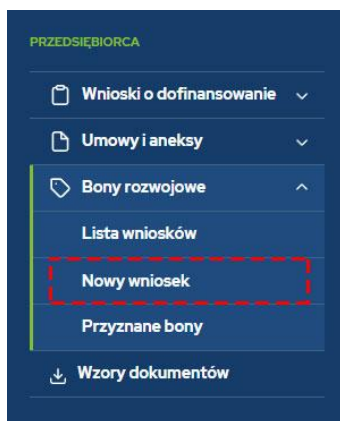 PRZEDSIĘBIORCA
Wnioski o dofinansowanie
Umowy i aneksy
Bony rozwojowe
Lista wniosków
Nowy wniosek
Przyznane bony
Wzory dokumentów